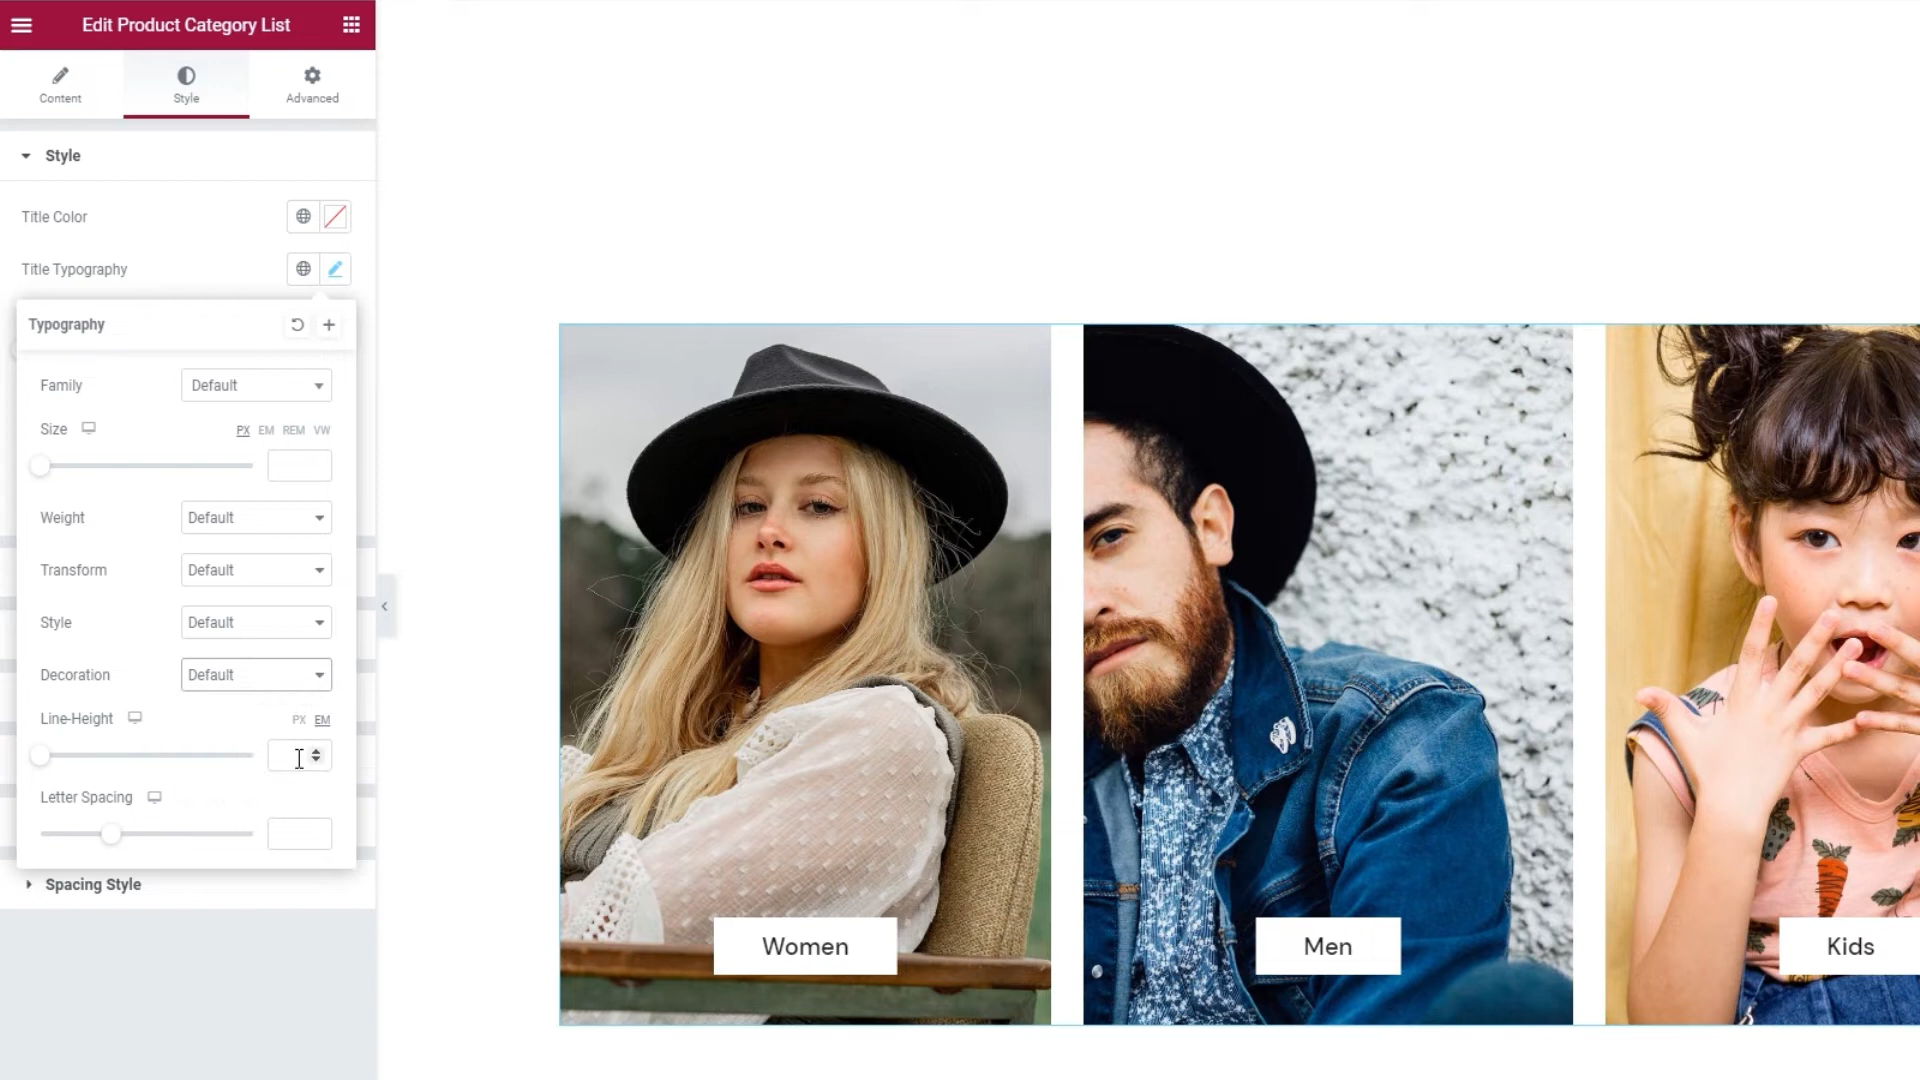 Edit Product Category List
Content
Style
Advanced
Style
Title Color
Title Typography
Typography
Family
Default
Size
PX EM REM VW
Weight
Default
Transform
Default
Style
Default
Decoration
Default
Line-Height
PX EM
Letter Spacing
Spacing Style
Women
Men
Kids